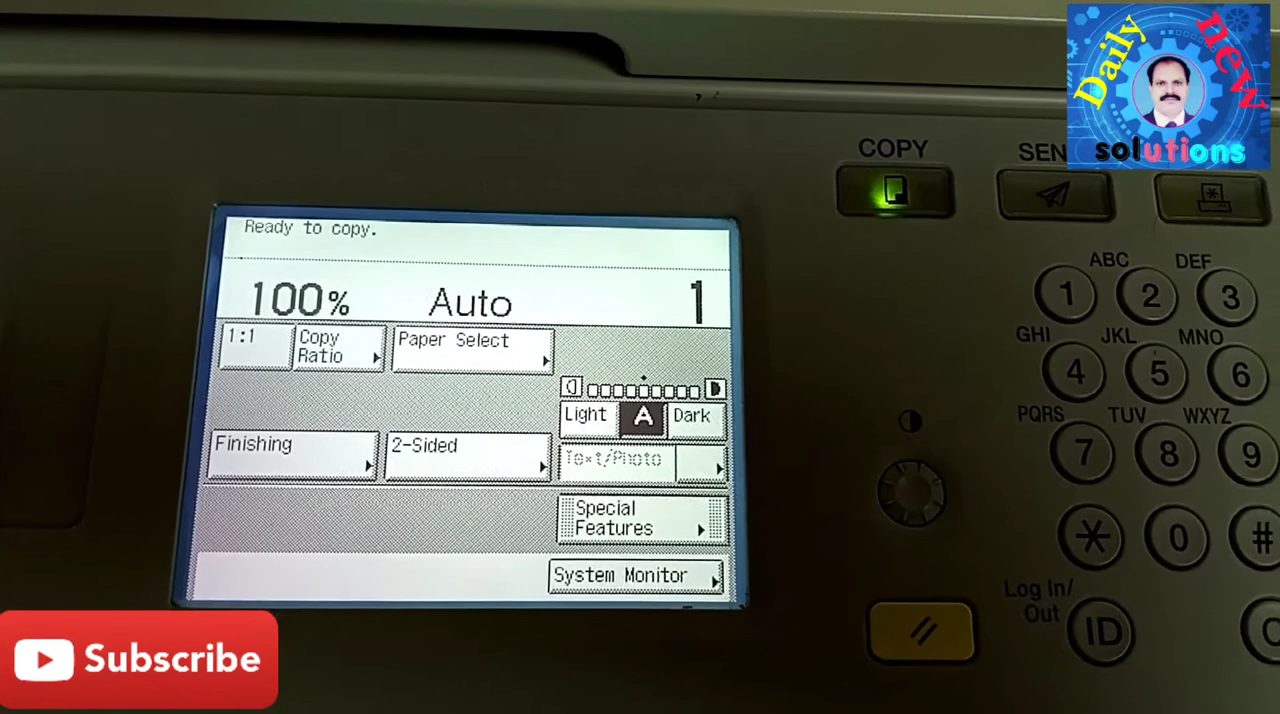 Daily
new
solutions
COPY
SEN
Ready to copy.
100% Auto 1
1:1
Copy
Ratio
Paper Select
Light A Dark
Finishing
2-Sided
Text/Photo
Special
Features
System Monitor
ABC DEF
1 2 3
GHI JKL MNO
4 5 6
PQRS TUV WXYZ
7 8 9
* 0 #
Log In/
Out
ID
C
Subscribe